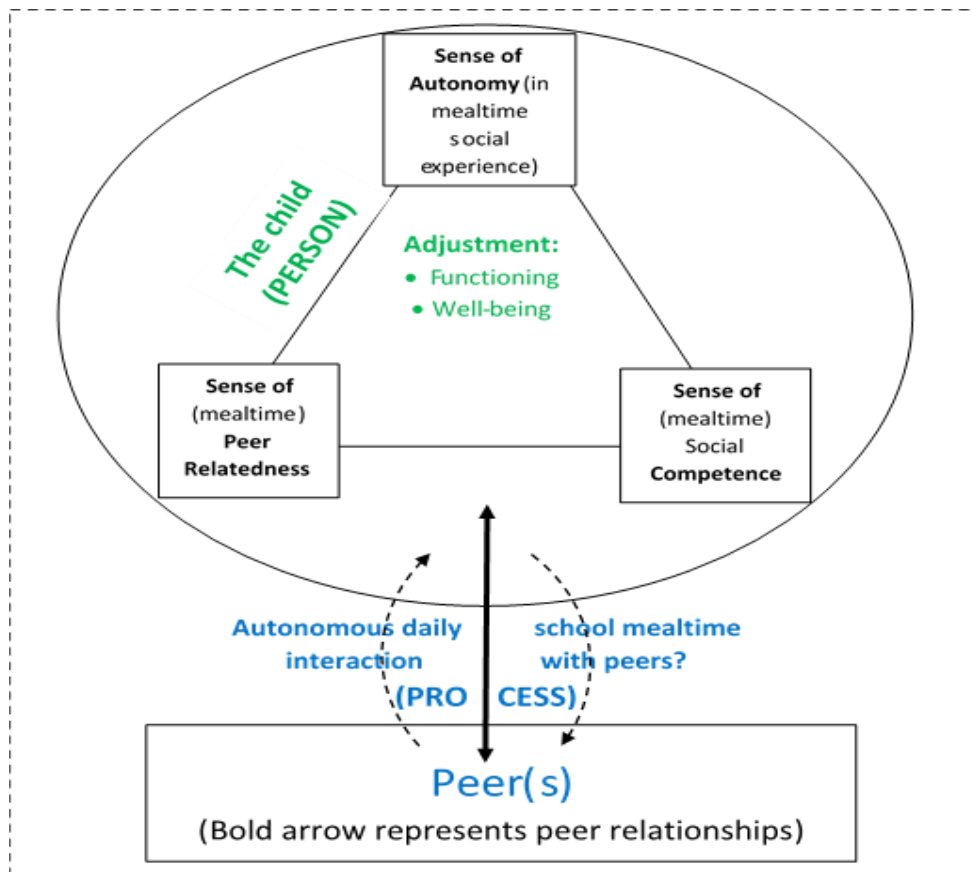 Sense of
Autonomy (in
mealtime
social
experience)
The child
(PERSON)
Adjustment:
• Functioning
• Well-being
Sense of
(mealtime)
Peer
Relatedness
Sense of
(mealtime)
Social
Competence
Autonomous daily
interaction
school mealtime
with peers?
(PRO CESS)
Peer(s)
(Bold arrow represents peer relationships)